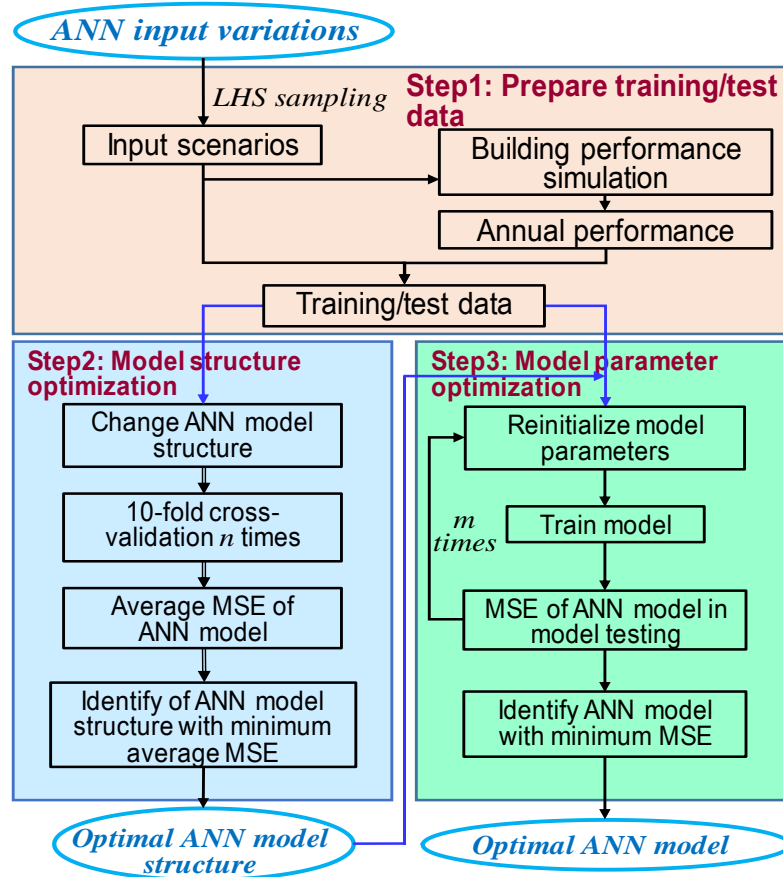 ANN input variations
LHS sampling
Step1: Prepare training/test
data
Input scenarios
Building performance
simulation
Annual performance
Training/test data
Step2: Model structure
optimization
Change ANN model
structure
10-fold cross-
validation n times
Average MSE of
ANN model
Identify of ANN model
structure with minimum
average MSE
Optimal ANN model
structure
Step3: Model parameter
optimization
Reinitialize model
parameters
m
times
Train model
MSE of ANN model in
model testing
Identify ANN model
with minimum MSE
Optimal ANN model